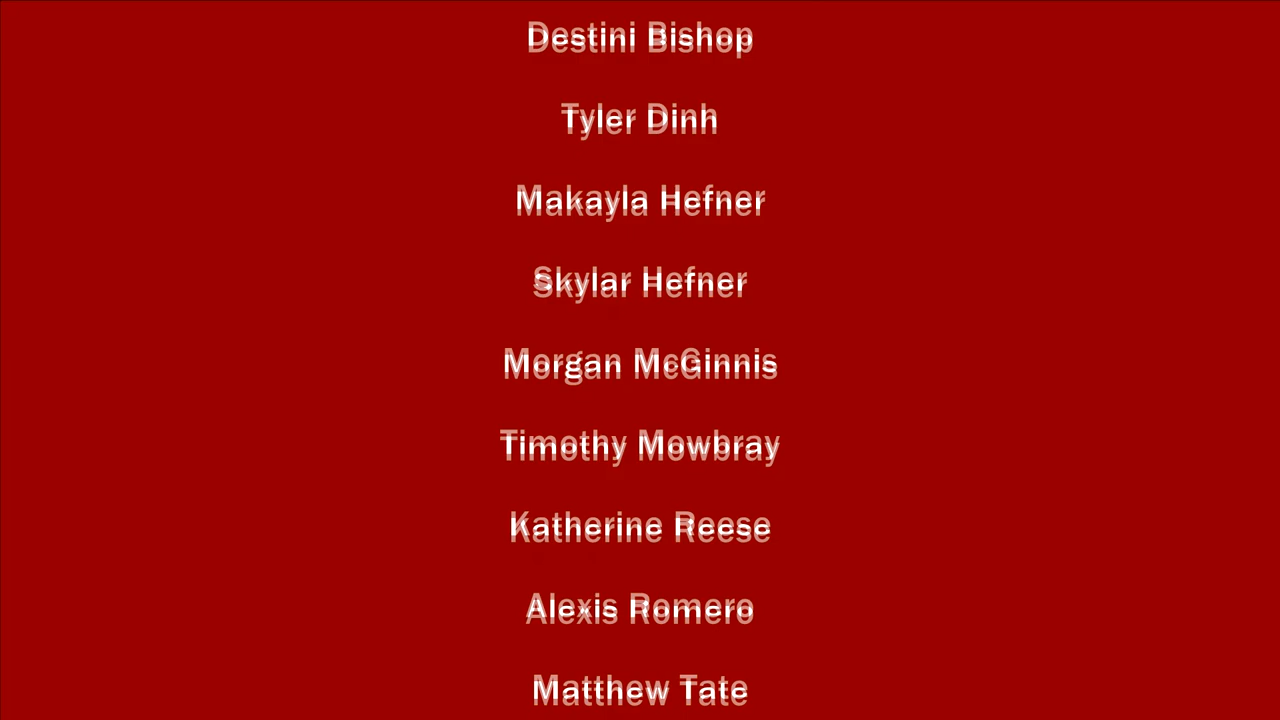 Destini Bishop
Tyler Dinh
Makayla Hefner
Skylar Hefner
Morgan McGinnis
Timothy Mowbray
Katherine Reese
Alexis Romero
Matthew Tate